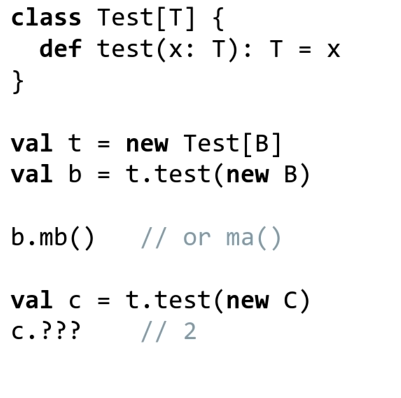 class Test[T] {
  def test(x: T): T = x
}
val t = new Test[B]
val b = t.test(new B)
b.mb()   // or ma()
val c = t.test(new C)
c.???    // 2